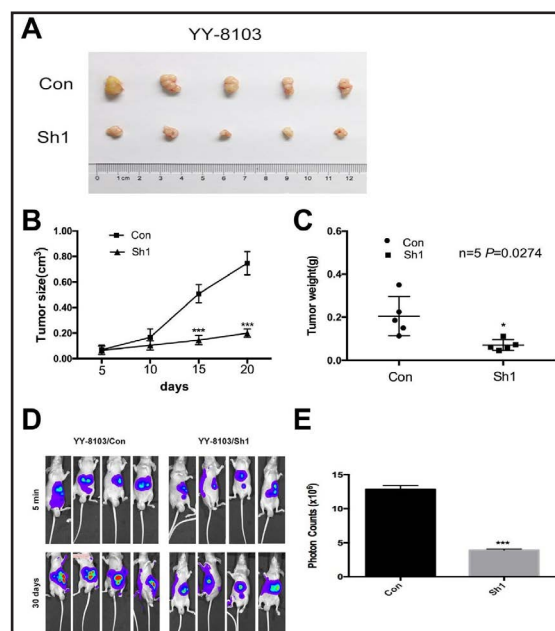 A
YY-8103
Con
Sh1
0 1 cm 2 3 4 5 6 7 8 9 10 11 12
B
Con
Sh1
Tumor size(cm³)
1.00
0.80
0.60
0.40
0.20
0.00
***
***
5 10 15 20
days
C
Con
Sh1
n=5 P=0.0274
Tumor weight(g)
0.6
0.4
0.2
0.0
*
Con Sh1
D
YY-8103/Con YY-8103/Sh1
5 min
30 days
E
Photon Counts (x10⁶)
15
10
5
0
***
Con Sh1